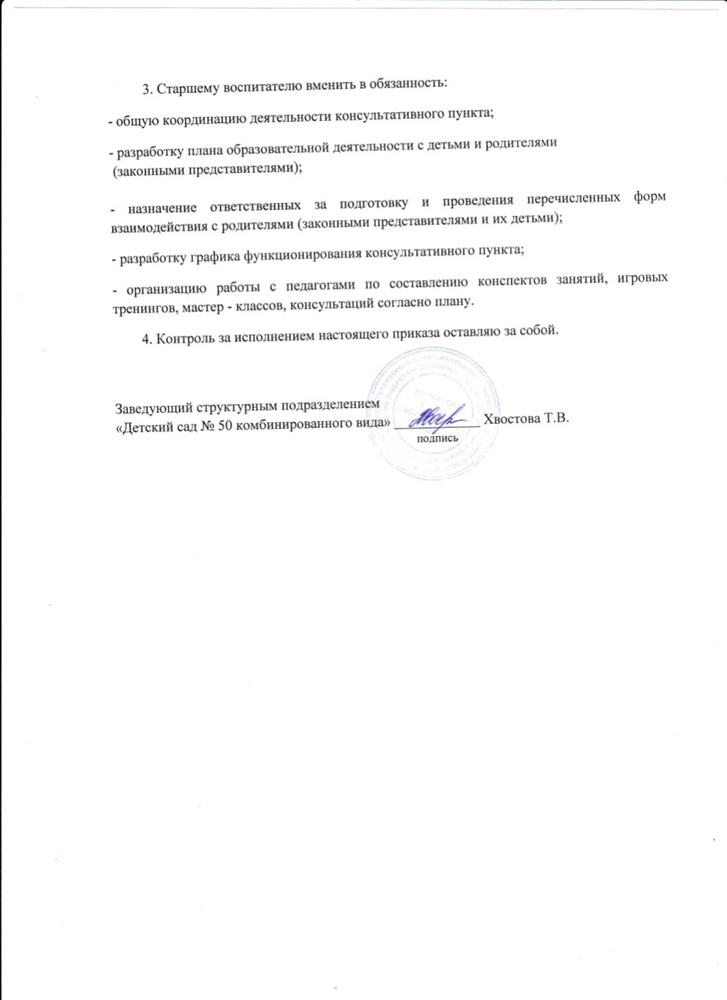 3. Старшему воспитателю вменить в обязанность:
- общую координацию деятельности консультативного пункта;
- разработку плана образовательной деятельности с детьми и родителями
(законными представителями);
- назначение ответственных за подготовку и проведения перечисленных форм
взаимодействия с родителями (законными представителями и их детьми);
- разработку графика функционирования консультативного пункта;
- организацию работы с педагогами по составлению конспектов занятий, игровых
тренингов, мастер - классов, консультаций согласно плану.
4. Контроль за исполнением настоящего приказа оставляю за собой.
Заведующий структурным подразделением
«Детский сад № 50 комбинированного вида» ____________ Хвостова Т.В.
подпись